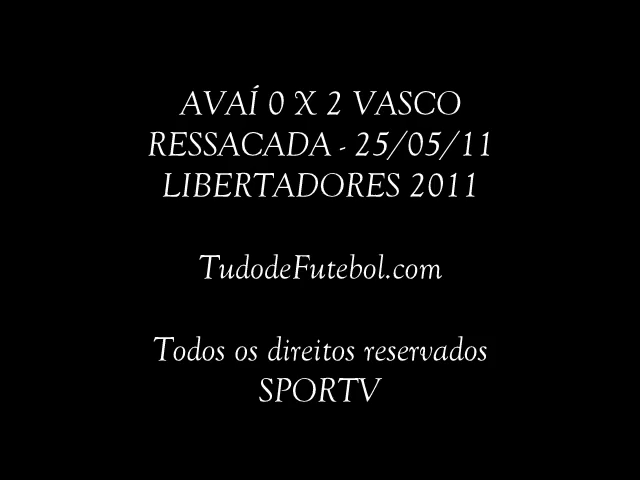 AVAÍ 0 X 2 VASCO
RESSACADA - 25/05/11
LIBERTADORES 2011
TudodeFutebol.com
Todos os direitos reservados
SPORTV